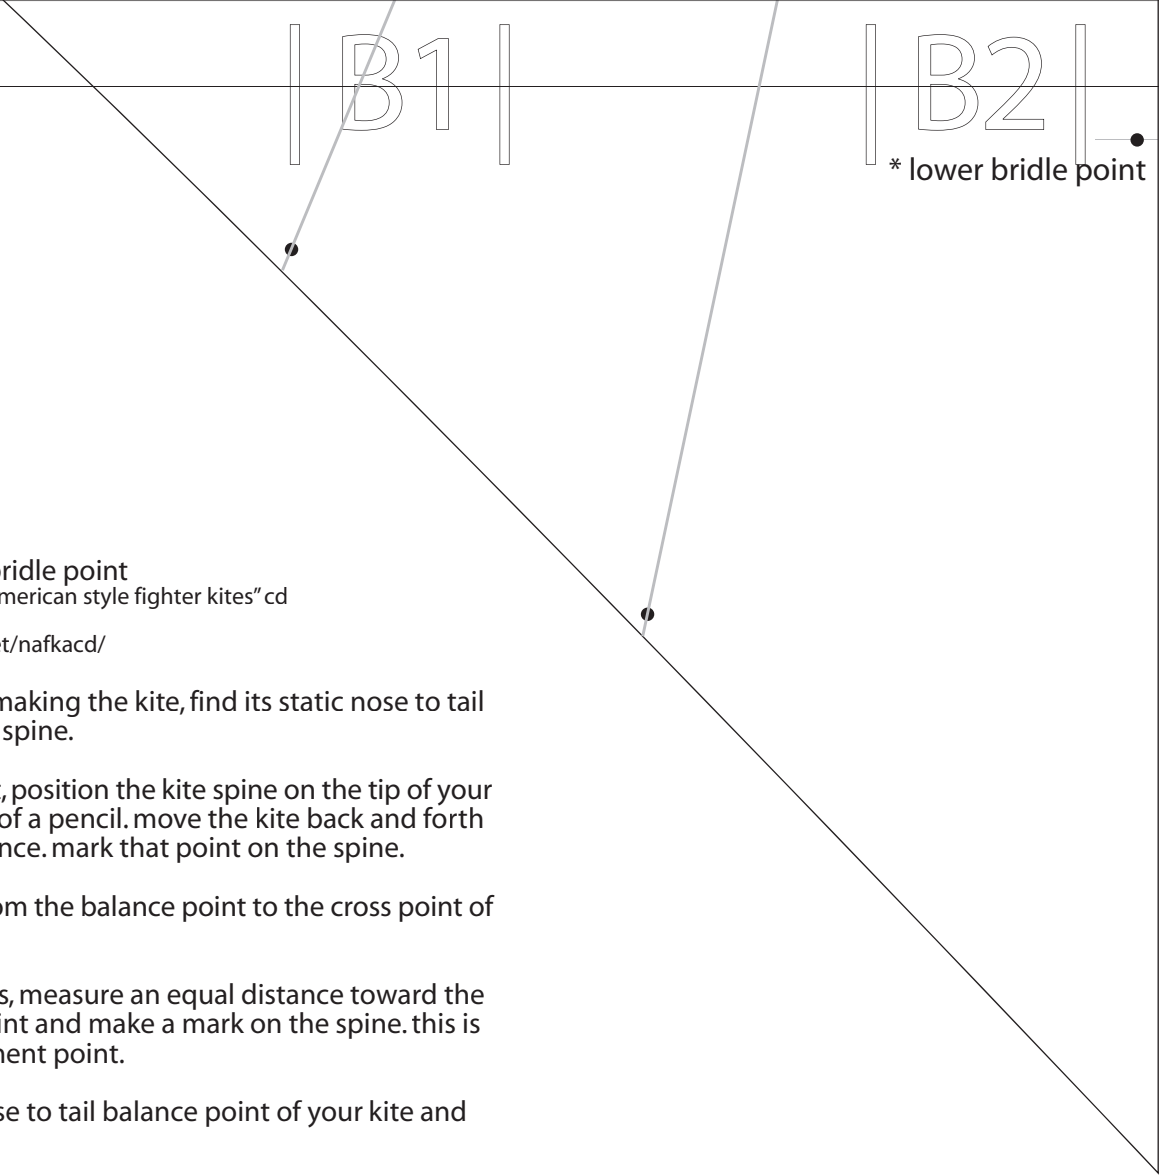 |B1|
|B2|
* lower bridle point
ridle point
merican style fighter kites” cd
et/nafkacd/
making the kite, find its static nose to tail
spine.
, position the kite spine on the tip of your
of a pencil. move the kite back and forth
nce. mark that point on the spine.
om the balance point to the cross point of
s, measure an equal distance toward the
int and make a mark on the spine. this is
ment point.
se to tail balance point of your kite and